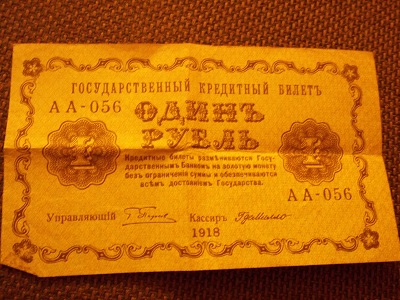 ГОСУДАРСТВЕННЫЙ КРЕДИТНЫЙ БИЛЕТЪ
АА-056
ОДИНЪ
РУБЛЬ
Кредитные билеты размѣниваются Госу-
дарственнымъ Банкомъ на золотую монету
безъ ограниченія суммы и обезпечиваются
всѣмъ достояніемъ Государства.
АА-056
Управляющій
Кассиръ
1918